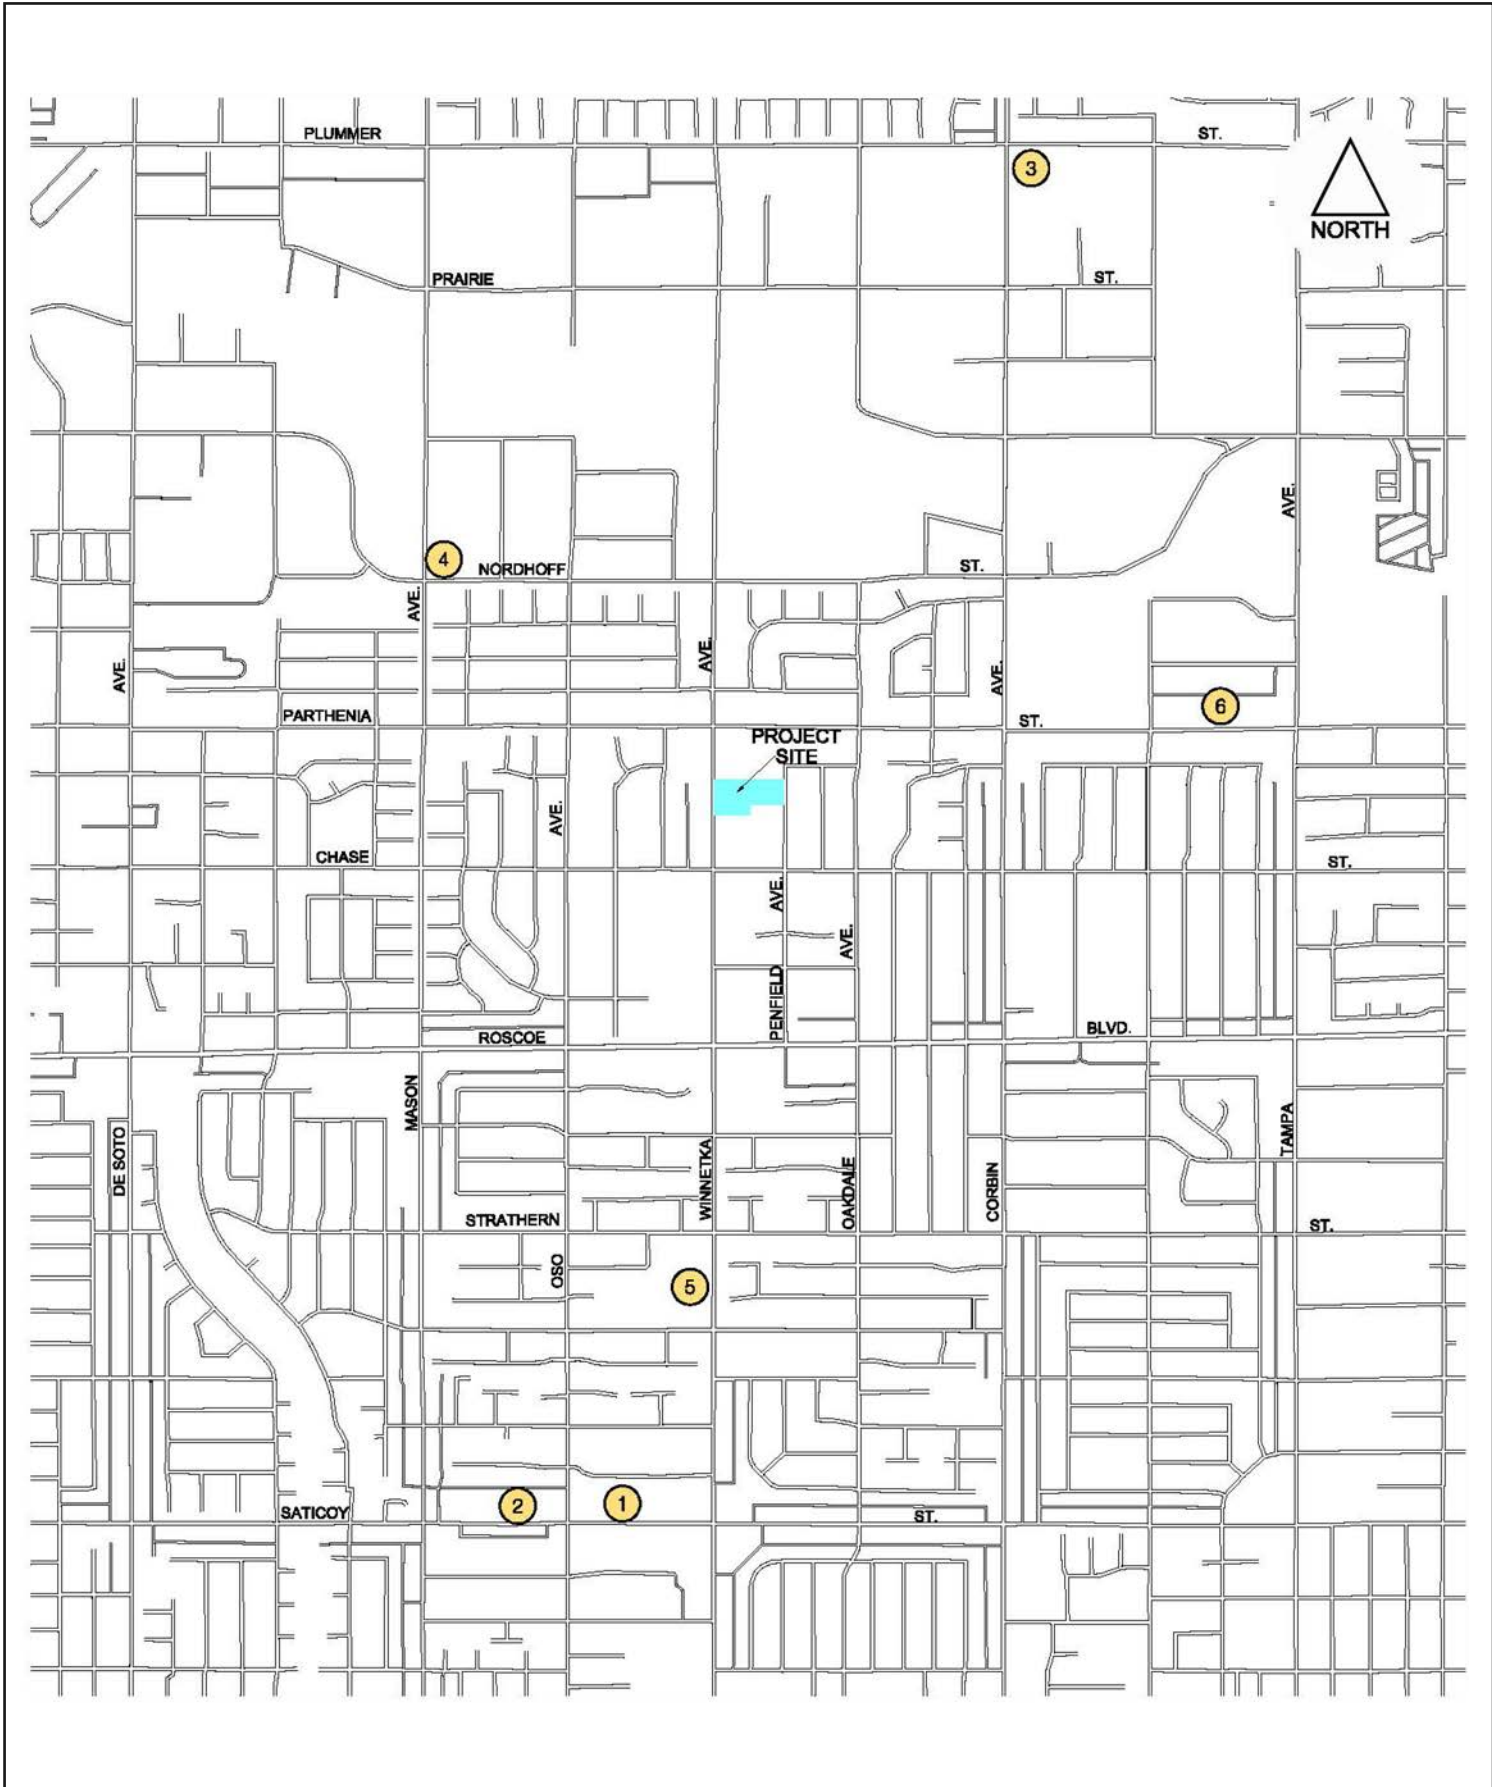 PLUMMER
ST.
3
NORTH
PRAIRIE
ST.
AVE.
4
NORDHOFF
ST.
AVE.
AVE.
AVE.
AVE.
6
PARTHENIA
ST.
PROJECT
SITE
AVE.
CHASE
ST.
AVE.
AVE.
PENFIELD
ROSCOE
BLVD.
MASON
DE SOTO
WINNETKA
OAKDALE
CORBIN
TAMPA
STRATHERN
ST.
OSO
5
2
1
SATICOY
ST.